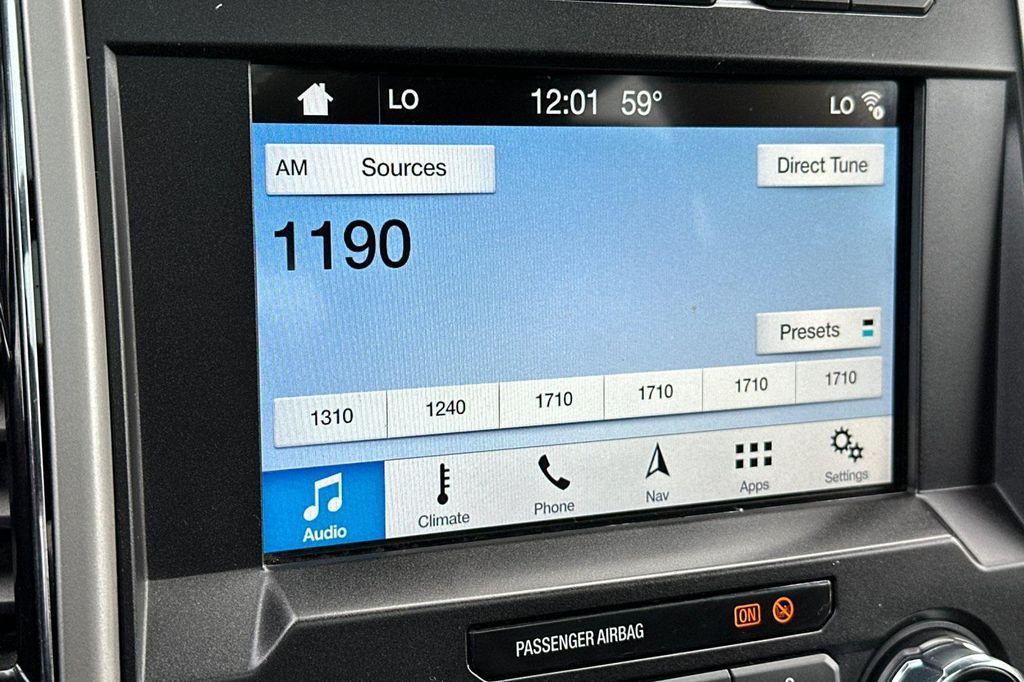 LO 12:01 59° LO
AM Sources Direct Tune
1190
Presets
1310 1240 1710 1710 1710 1710
Audio Climate Phone Nav Apps Settings
PASSENGER AIRBAG ON